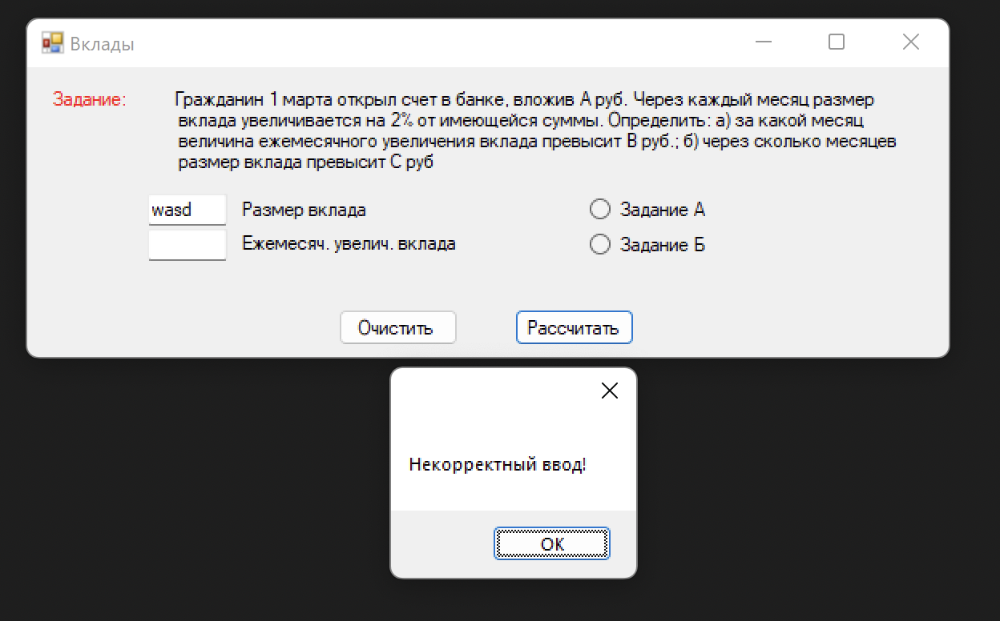 Вклады
Задание:
Гражданин 1 марта открыл счет в банке, вложив А руб. Через каждый месяц размер
вклада увеличивается на 2% от имеющейся суммы. Определить: а) за какой месяц
величина ежемесячного увеличения вклада превысит В руб.; б) через сколько месяцев
размер вклада превысит С руб
wasd Размер вклада
Задание А
Ежемесяч. увелич. вклада
Задание Б
Очистить
Рассчитать
Некорректный ввод!
ОК